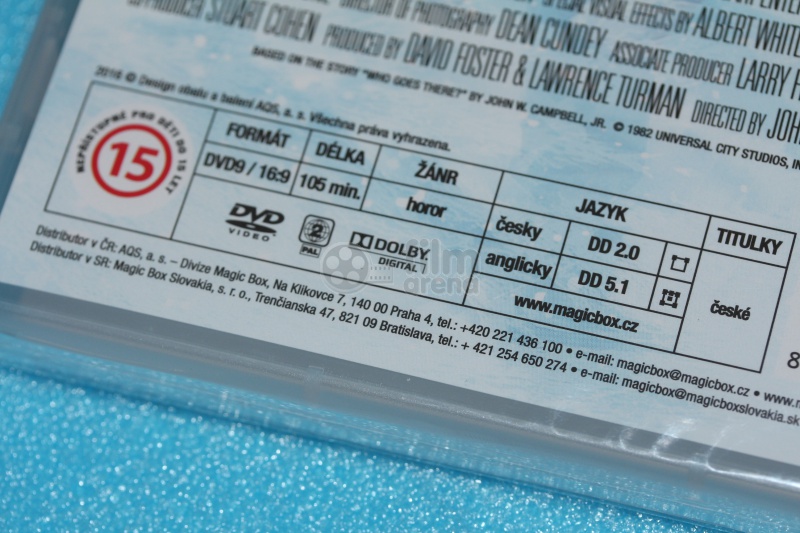 SPECIAL VISUAL EFFECTS BY ALBERT WHITE
PRODUCER STUART COHEN DIRECTOR OF PHOTOGRAPHY DEAN CUNDEY ASSOCIATE PRODUCER LARRY
PRODUCED BY DAVID FOSTER & LAWRENCE TURMAN DIRECTED BY JOH
BASED ON THE STORY "WHO GOES THERE?" BY JOHN W. CAMPBELL, JR. © 1982 UNIVERSAL CITY STUDIOS, IN
2016 © Design obalu a balení AQS, a. s. Všechna práva vyhrazena.
NEPŘÍSTUPNÉ PRO DĚTI DO 15 LET
15
FORMÁT DÉLKA ŽÁNR JAZYK TITULKY
DVD9 / 16:9 105 min. horor česky DD 2.0 české
anglicky DD 5.1
www.magicbox.cz
DVD VIDEO 2 PAL DOLBY DIGITAL
film arena
Distributor v ČR: AQS, a. s. – Divize Magic Box, Na Klikovce 7, 140 00 Praha 4, tel.: +420 221 436 100 • e-mail: magicbox@magicbox.cz • www
Distributor v SR: Magic Box Slovakia, s. r. o., Trenčianska 47, 821 09 Bratislava, tel.: + 421 254 650 274 • e-mail: magicbox@magicboxslovakia.sk
8